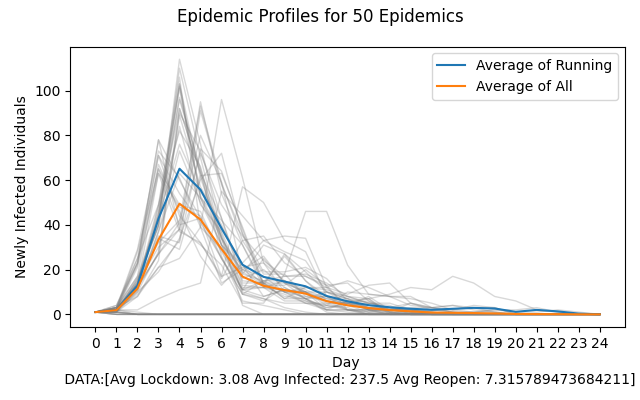 Epidemic Profiles for 50 Epidemics
Average of Running
Average of All
Newly Infected Individuals
100
80
60
40
20
0
0 1 2 3 4 5 6 7 8 9 10 11 12 13 14 15 16 17 18 19 20 21 22 23 24
Day
DATA:[Avg Lockdown: 3.08 Avg Infected: 237.5 Avg Reopen: 7.315789473684211]